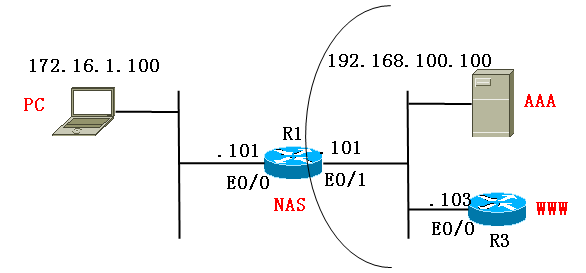 172.16.1.100
192.168.100.100
PC
AAA
R1
.101
.101
E0/0
E0/1
NAS
.103
WWW
E0/0
R3